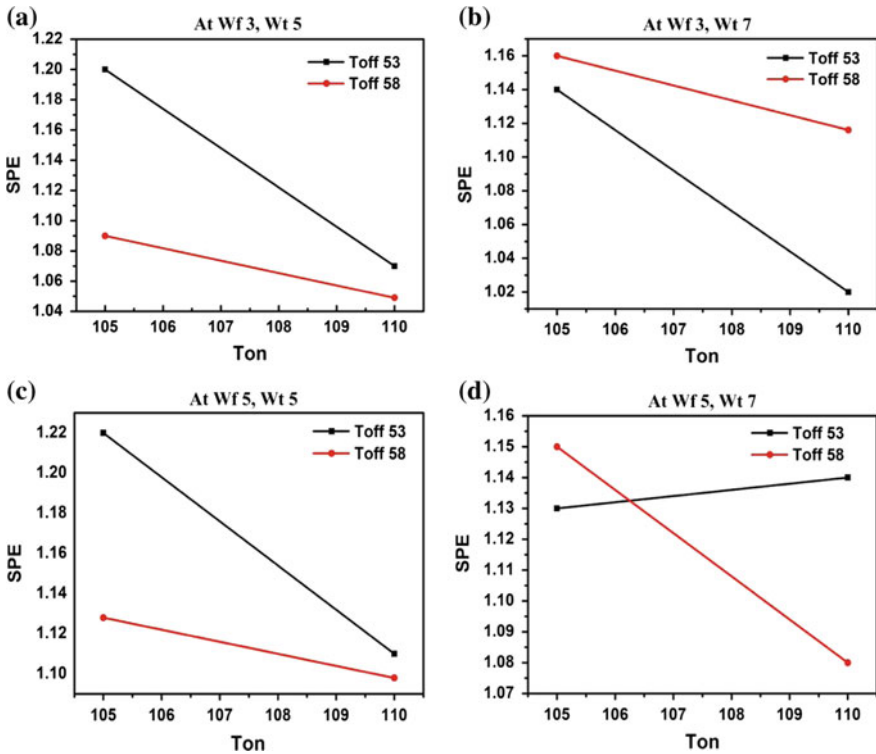 (a)
At Wf 3, Wt 5
1.22
1.20
1.18
1.16
1.14
1.12
1.10
1.08
1.06
1.04
SPE
Toff 53
Toff 58
105 106 107 108 109 110
Ton
(b)
At Wf 3, Wt 7
1.16
1.14
1.12
1.10
1.08
1.06
1.04
1.02
SPE
Toff 53
Toff 58
105 106 107 108 109 110
Ton
(c)
At Wf 5, Wt 5
1.22
1.20
1.18
1.16
1.14
1.12
1.10
SPE
Toff 53
Toff 58
105 106 107 108 109 110
Ton
(d)
At Wf 5, Wt 7
1.16
1.15
1.14
1.13
1.12
1.11
1.10
1.09
1.08
1.07
SPE
Toff 53
Toff 58
105 106 107 108 109 110
Ton